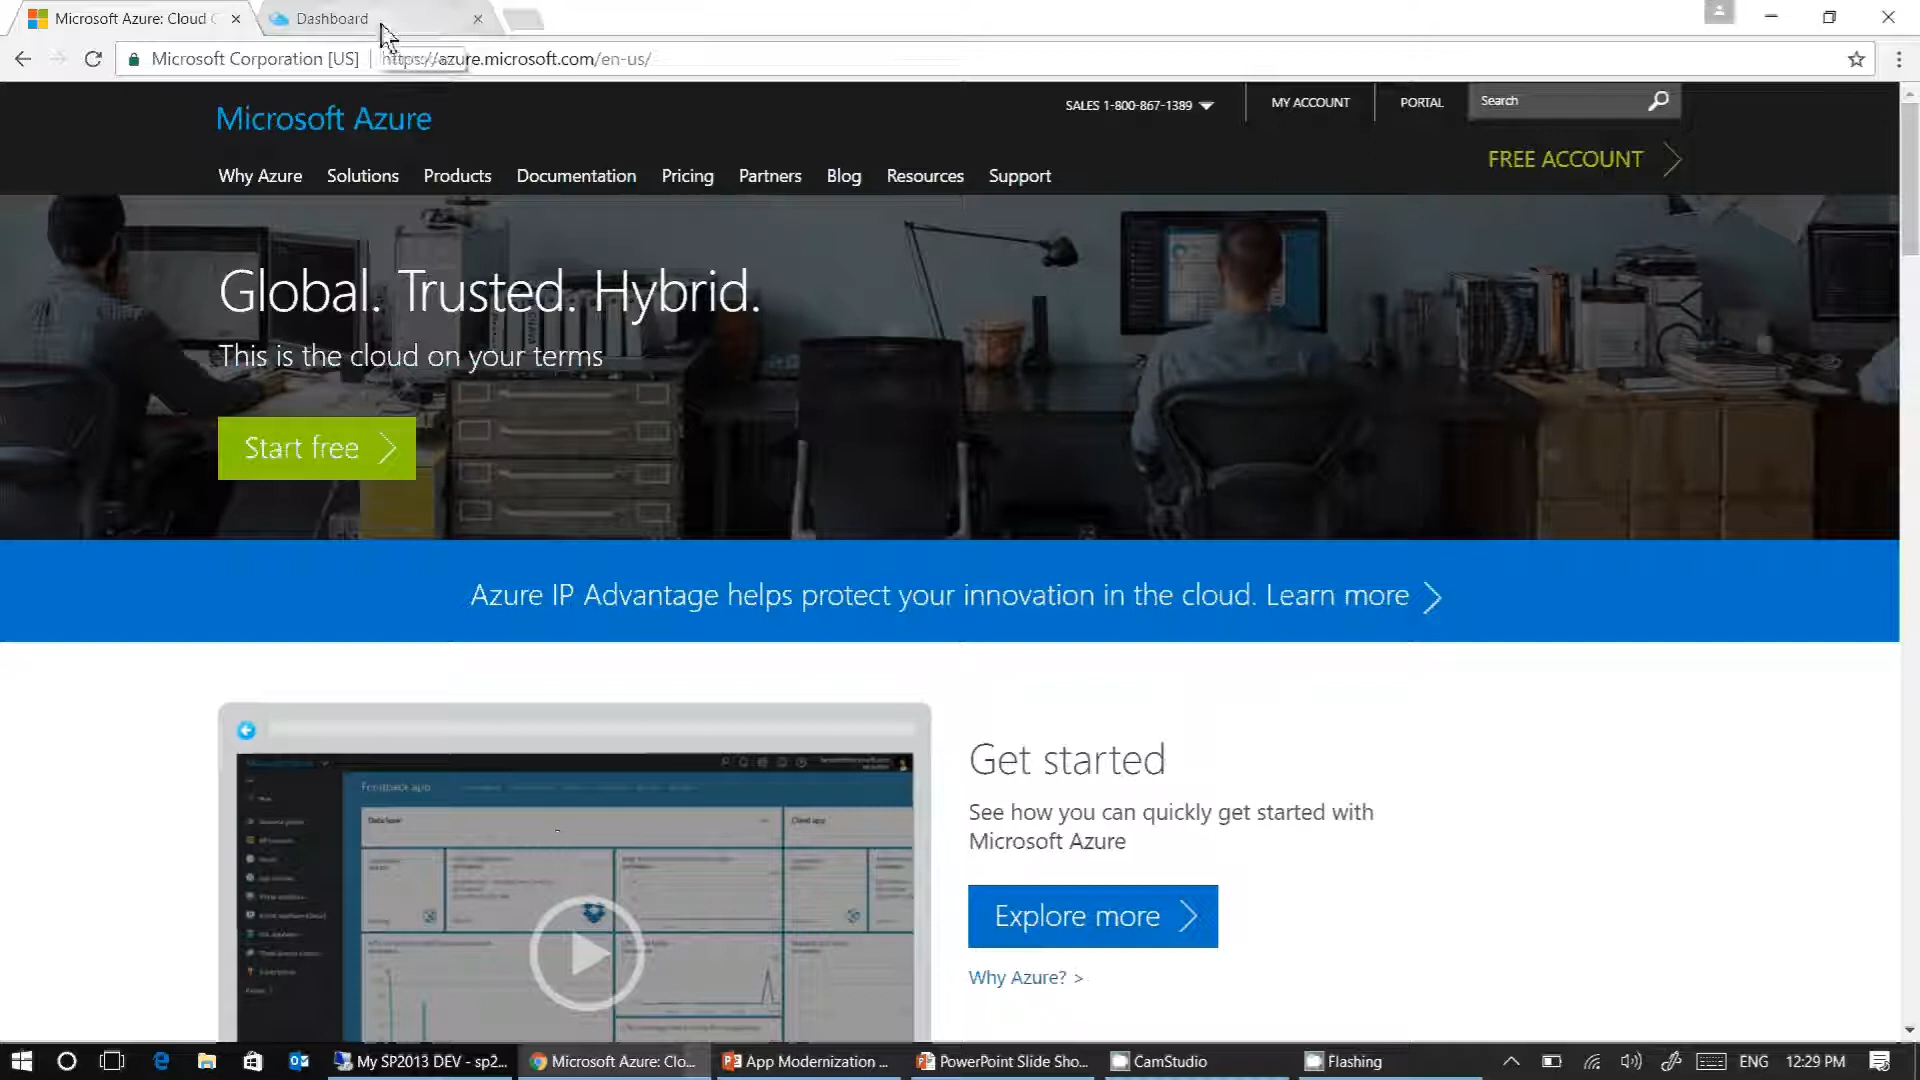 Microsoft Azure: Cloud C
Dashboard
Microsoft Corporation [US]
https://azure.microsoft.com/en-us/
Microsoft Azure
SALES 1-800-867-1389
MY ACCOUNT
PORTAL
Search
FREE ACCOUNT
Why Azure
Solutions
Products
Documentation
Pricing
Partners
Blog
Resources
Support
Global. Trusted. Hybrid.
This is the cloud on your terms
Start free
Azure IP Advantage helps protect your innovation in the cloud. Learn more
Feedback app
Get started
See how you can quickly get started with
Microsoft Azure
Explore more
Why Azure? >
My SP2013 DEV - sp2...
Microsoft Azure: Clo...
App Modernization ...
PowerPoint Slide Sho...
CamStudio
Flashing
ENG
12:29 PM